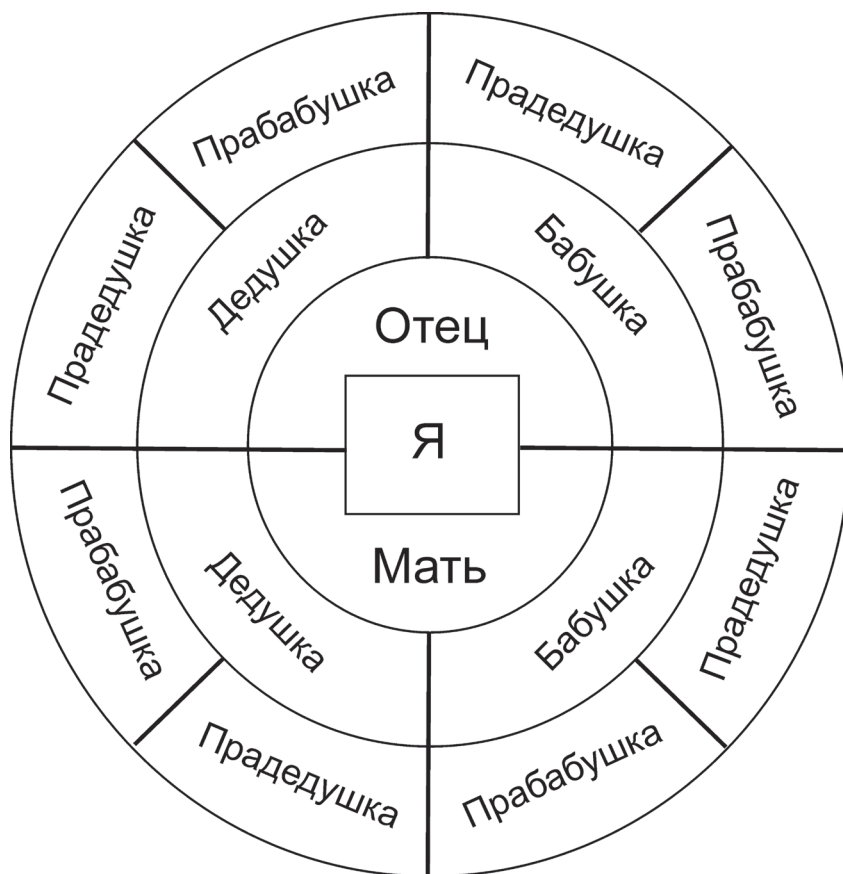 Прабабушка
Прадедушка
Прадедушка
Дедушка
Бабушка
Прабабушка
Отец
Я
Мать
Прабабушка
Дедушка
Бабушка
Прадедушка
Прадедушка
Прабабушка